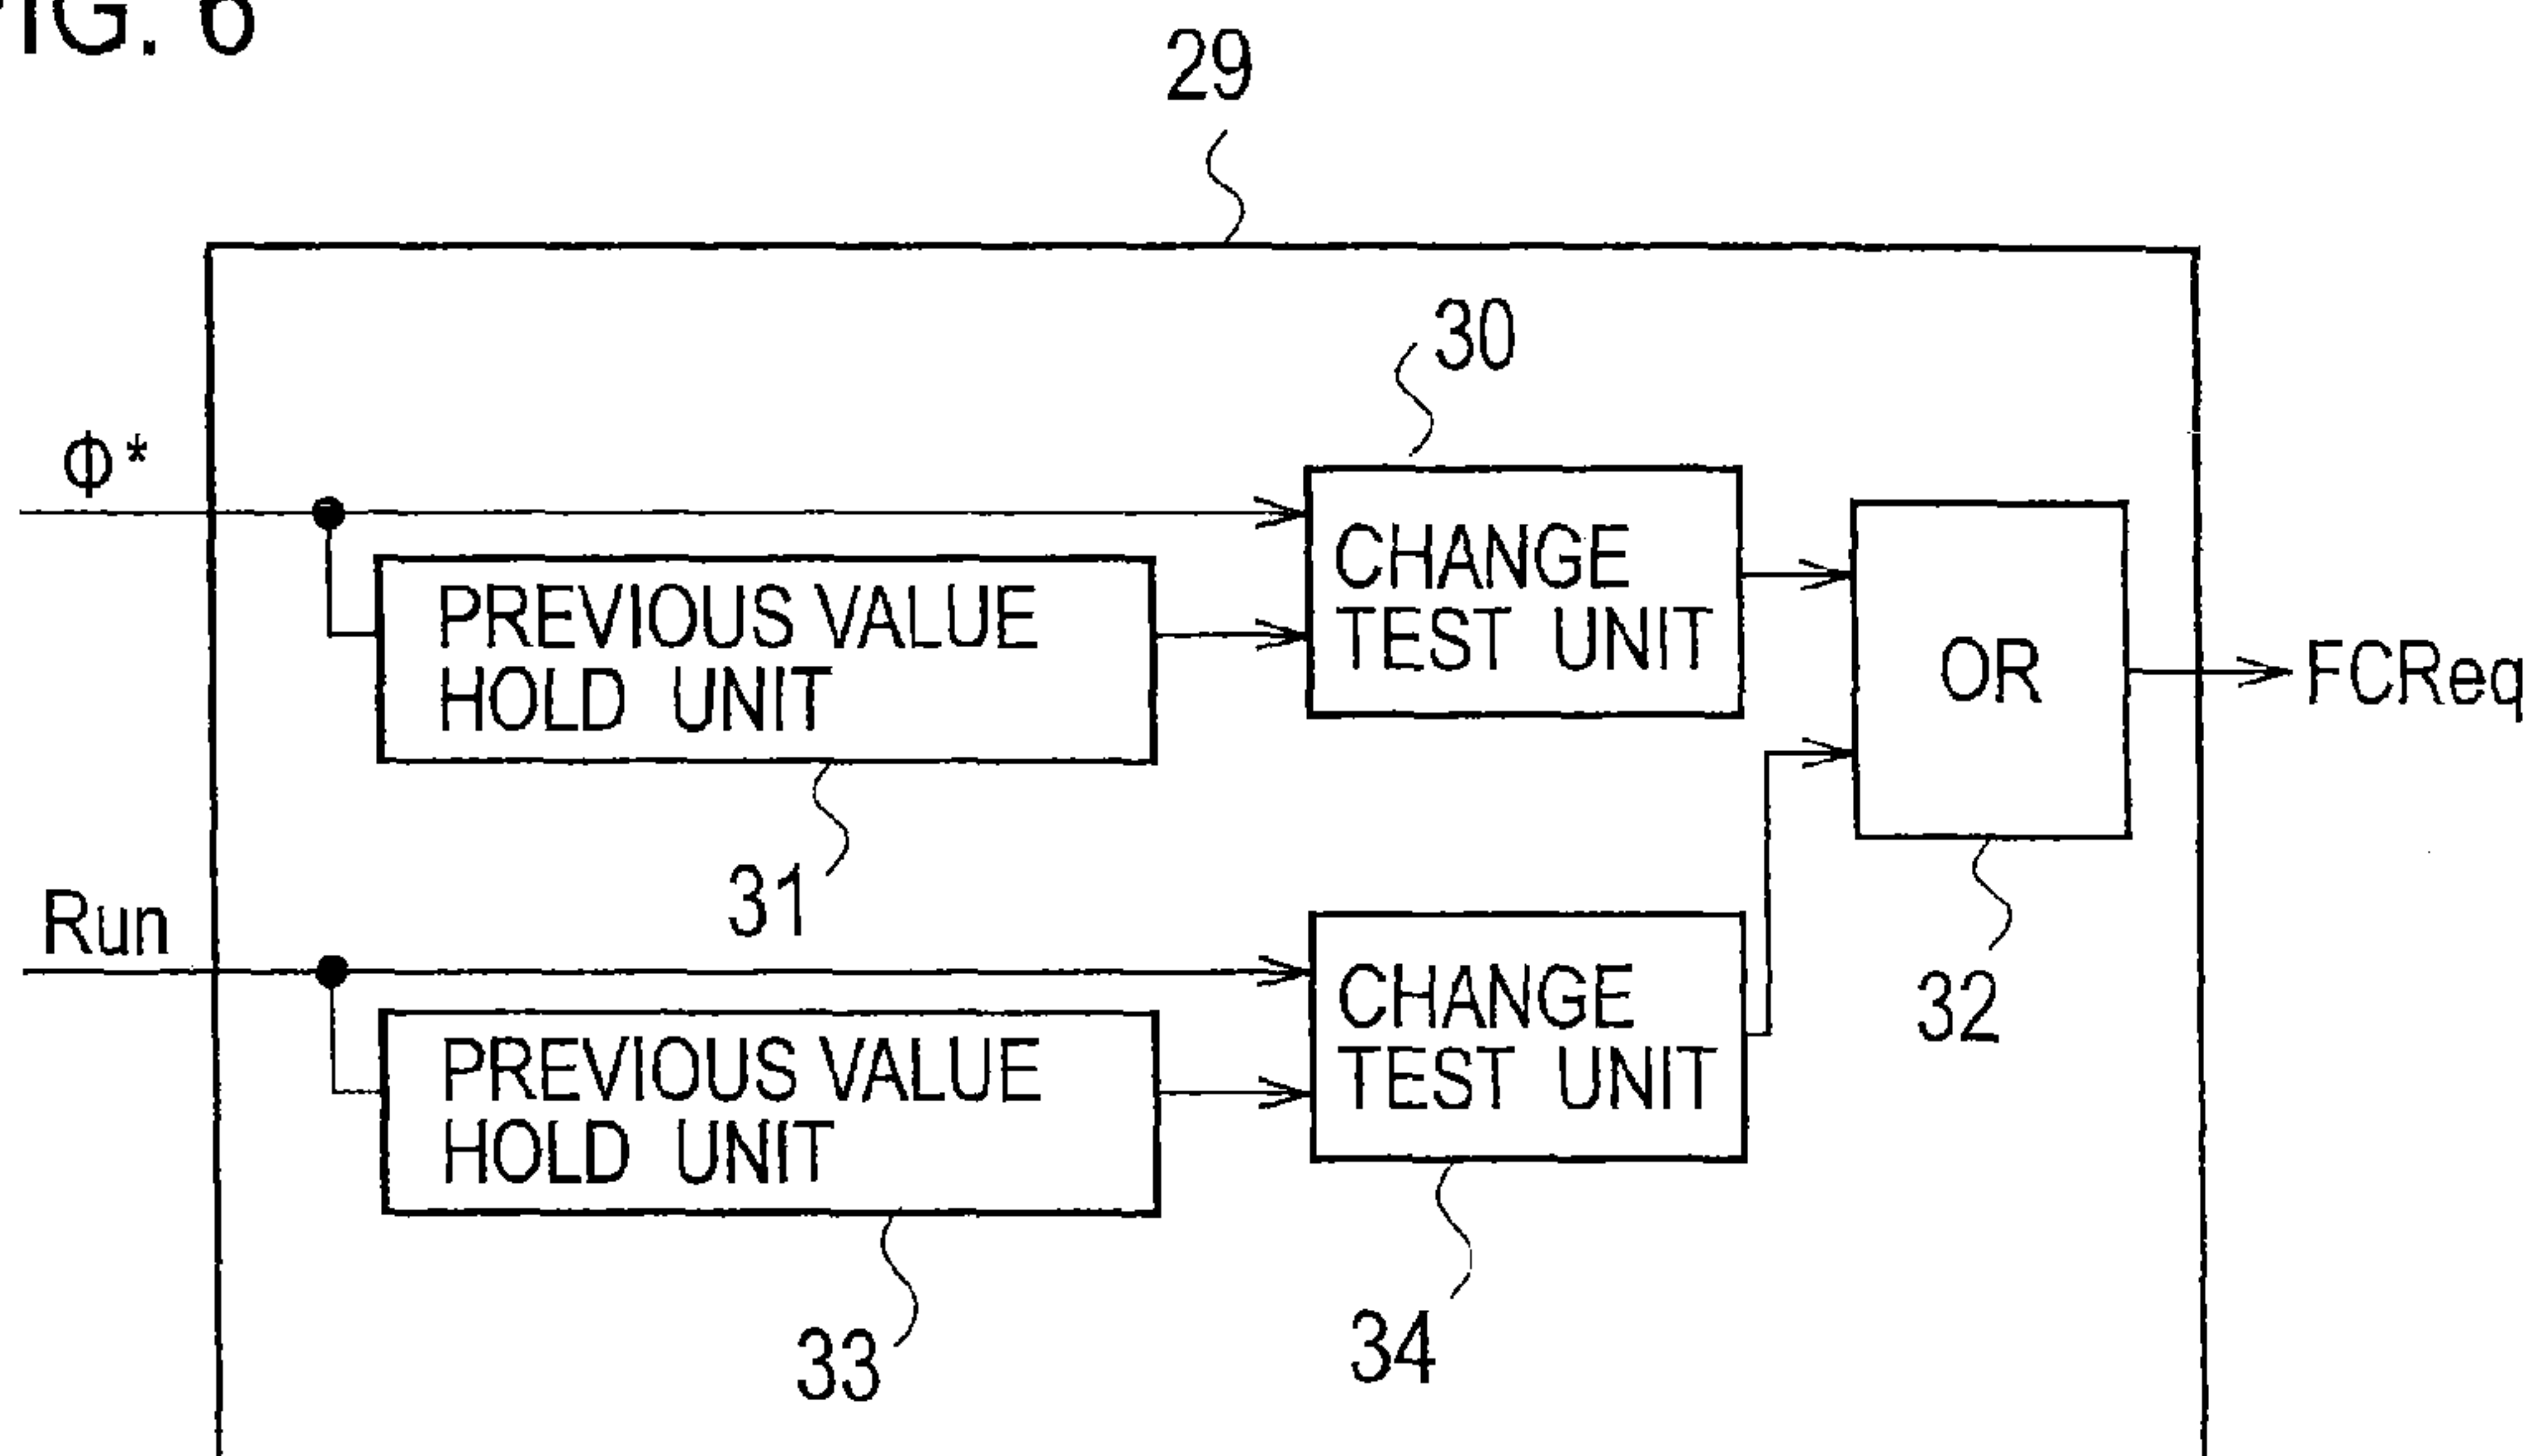 FIG. 6
29
30
Φ*
CHANGE
TEST UNIT
PREVIOUS VALUE
HOLD UNIT
OR
FCReq
31
Run
32
CHANGE
TEST UNIT
PREVIOUS VALUE
HOLD UNIT
33
34